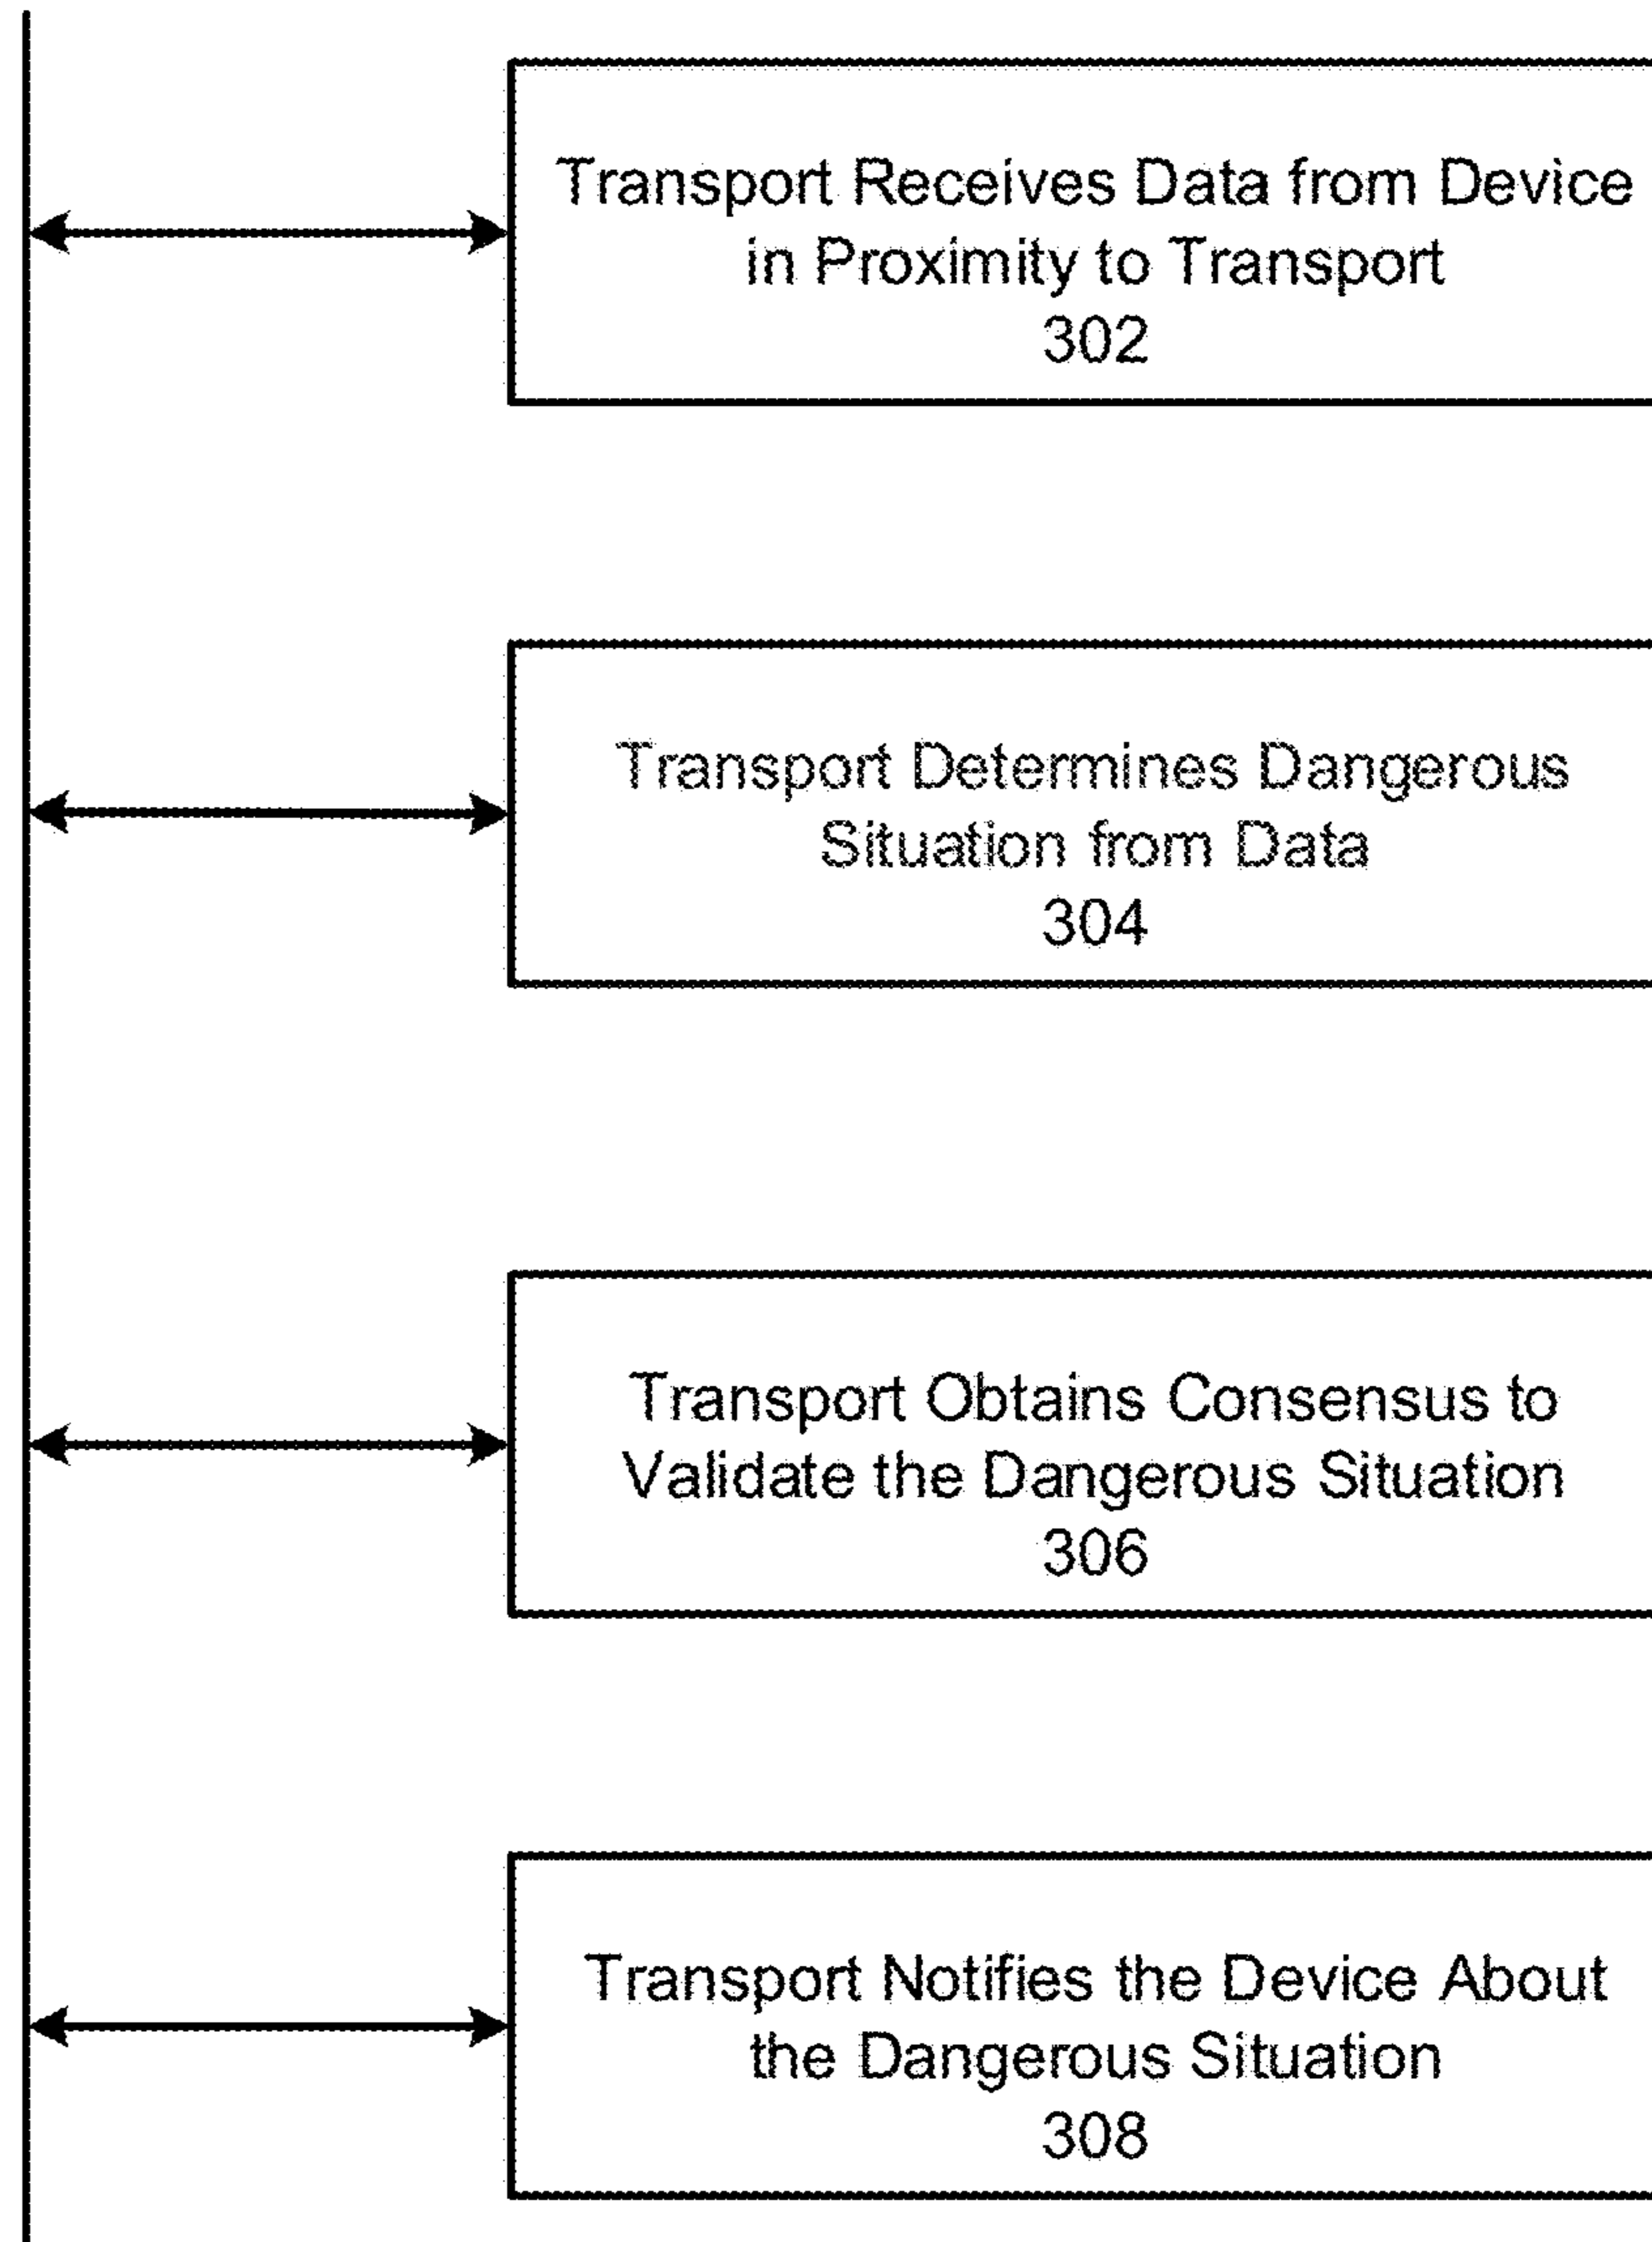 Transport Receives Data from Device
in Proximity to Transport
302
Transport Determines Dangerous
Situation from Data
304
Transport Obtains Consensus to
Validate the Dangerous Situation
306
Transport Notifies the Device About
the Dangerous Situation
308